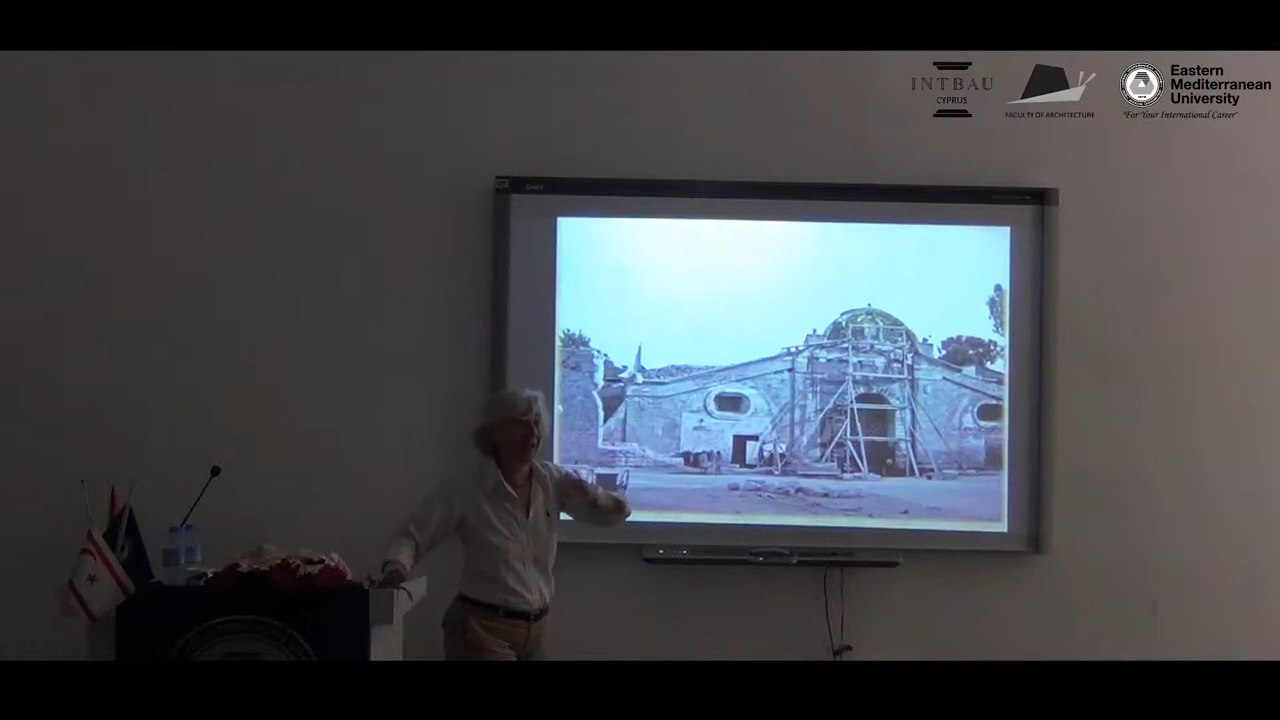 INTBAU
CYPRUS
FACULTY OF ARCHITECTURE
Eastern
Mediterranean
University
"For Your International Career"